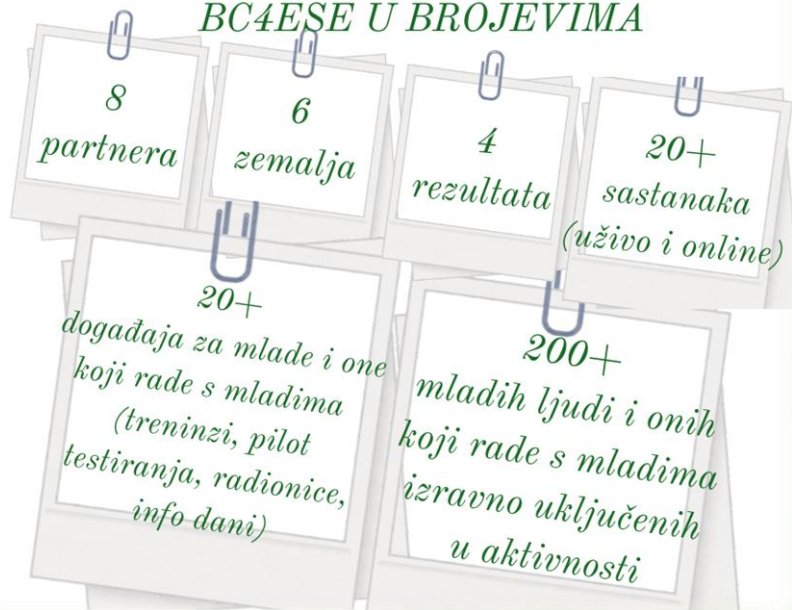 BC4ESE U BROJEVIMA
8
partnera
6
zemalja
4
rezultata
20+
sastanaka
(uživo i online)
20+
događaja za mlade i one
koji rade s mladima
(treninzi, pilot
testiranja, radionice,
info dani)
200+
mladih ljudi i onih
koji rade s mladima
izravno uključenih
u aktivnosti